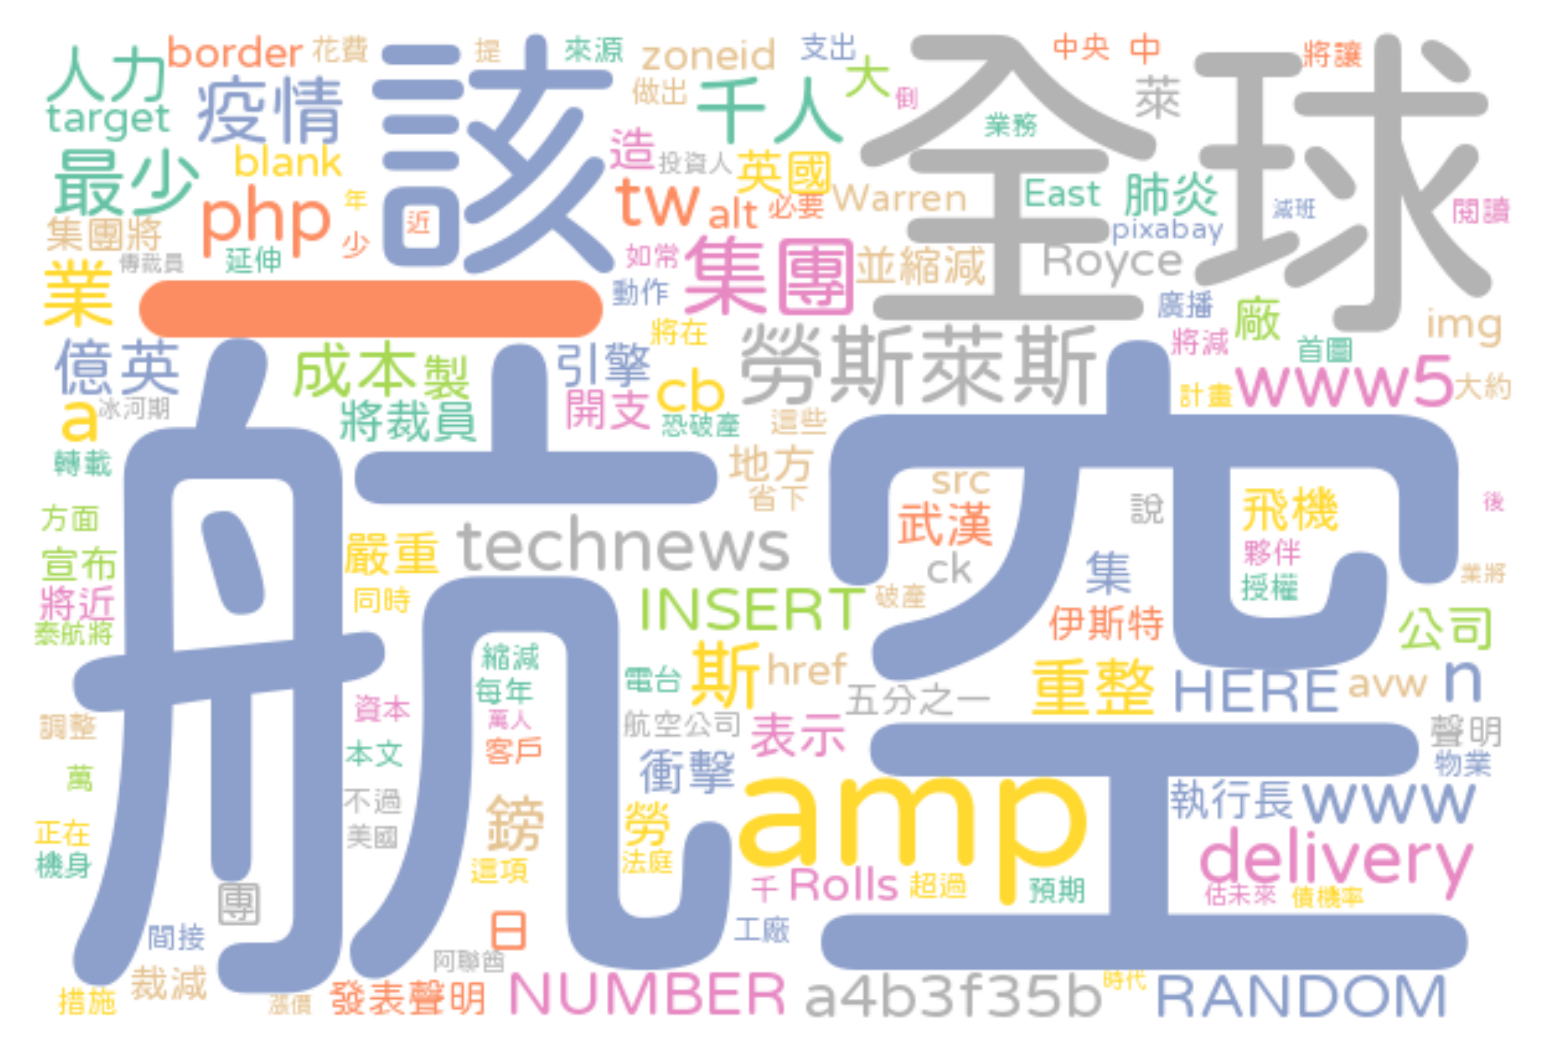 人力 border 花費 提 來源 zoneid 支出 中央 中 將讓
target 疫情 該 做出 千人 大 倒 全球 萊
最少 blank 造 投資人 英國 業務
php 年 tw alt 必要 Warren East 肺炎 減班 閱讀
集團將 傳裁員 延伸 少 近 如常 集團 並縮減 Royce pixabay
業 一 動作 廣播 廠 img
億英 成本 製 引擎 將在 勞斯萊斯 將減 首圖
a 冰河期 將裁員 開支 cb 恐破產 這些 計畫 www5 大約
轉載 地方 省下 src
方面 嚴重 technews 武漢 說 飛機 後
宣布 航空 ck 集 夥伴 業將
將近 同時 INSERT 破產 伊斯特 授權 公司
泰航將 縮減 每年 電台 斯 href 五分之一 重整 HERE avw n
調整 資本 萬人 航空公司 表示 聲明
萬 本文 客戶 衝擊 amp 執行長 www 物業
正在 不過 美國 鎊 勞 法庭 delivery
機身 團 這項 千 Rolls 超過 預期 估未來 債機率
間接 日 工廠
措施 裁減 漲價 發表聲明 阿聯酋 NUMBER a4b3f35b 時代 RANDOM